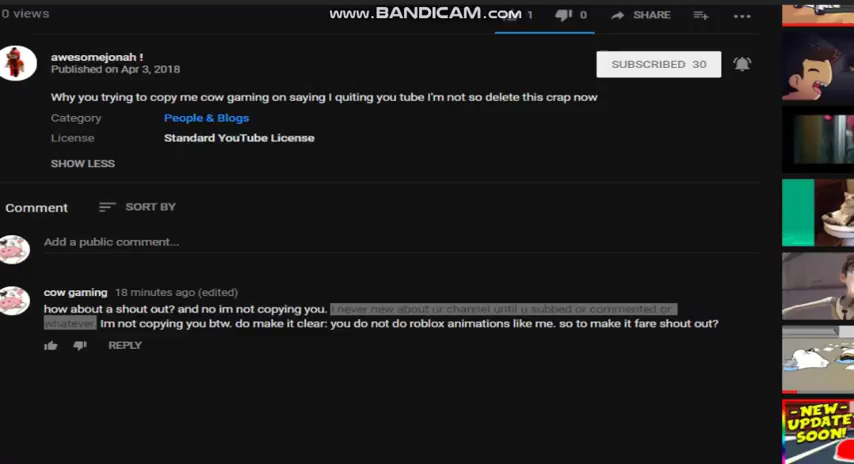 0 views
www.BANDICAM.com
1
0
SHARE
awesomejonah !
Published on Apr 3, 2018
SUBSCRIBED 30
Why you trying to copy me cow gaming on saying I quiting you tube I'm not so delete this crap now
Category People & Blogs
License Standard YouTube License
SHOW LESS
Comment
SORT BY
Add a public comment...
cow gaming 18 minutes ago (edited)
how about a shout out? and no im not copying you. i never new about ur channel until u subbed or commented or
whatever. Im not copying you btw. do make it clear: you do not do roblox animations like me. so to make it fare shout out?
REPLY
-NEW-
UPDATE
SOON!